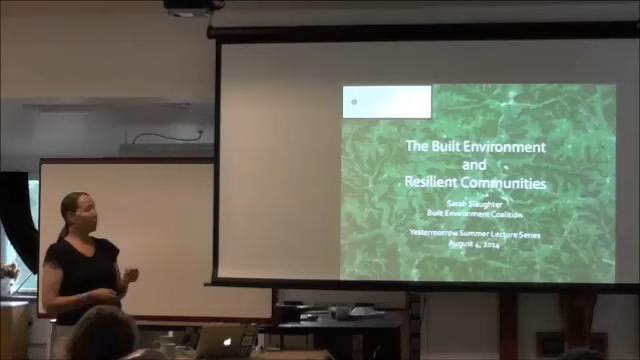 The Built Environment
and
Resilient Communities
Sarah Slaughter
Built Environment Coalition
Yestermorrow Summer Lecture Series
August 4, 2014